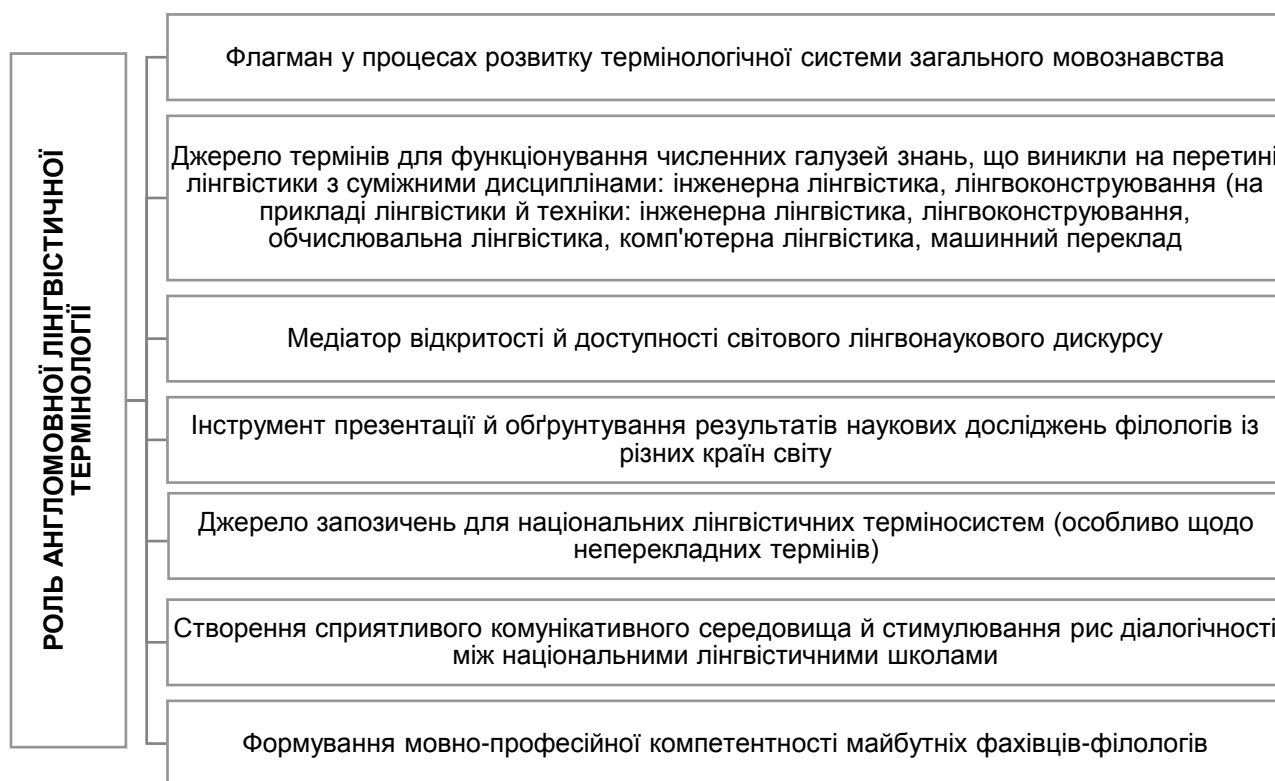 РОЛЬ АНГЛОМОВНОЇ ЛІНГВІСТИЧНОЇ
ТЕРМІНОЛОГІЇ
Флагман у процесах розвитку термінологічної системи загального мовознавства
Джерело термінів для функціонування численних галузей знань, що виникли на перетині
лінгвістики з суміжними дисциплінами: інженерна лінгвістика, лінгвоконструювання (на
прикладі лінгвістики й техніки: інженерна лінгвістика, лінгвоконструювання,
обчислювальна лінгвістика, комп'ютерна лінгвістика, машинний переклад
Медіатор відкритості й доступності світового лінгвонаукового дискурсу
Інструмент презентації й обґрунтування результатів наукових досліджень філологів із
різних країн світу
Джерело запозичень для національних лінгвістичних терміносистем (особливо щодо
неперекладних термінів)
Створення сприятливого комунікативного середовища й стимулювання рис діалогічності
між національними лінгвістичними школами
Формування мовно-професійної компетентності майбутніх фахівців-філологів